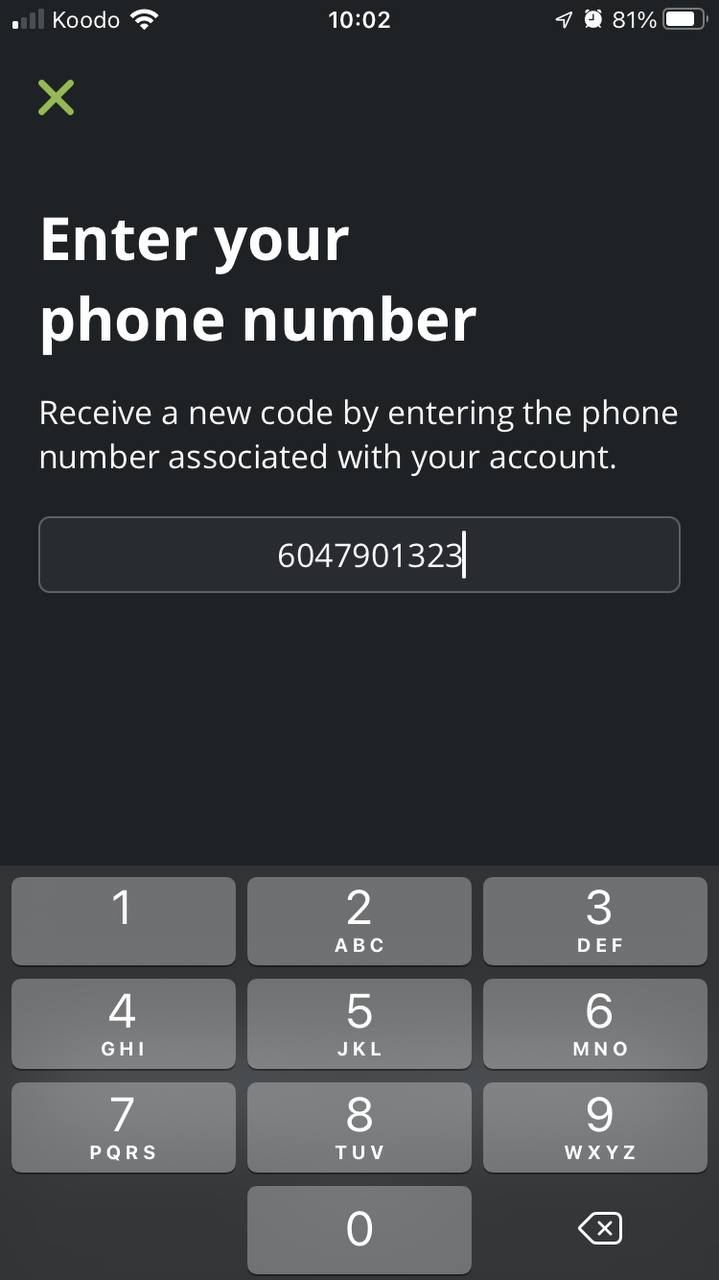 Koodo 10:02 81%
Enter your
phone number
Receive a new code by entering the phone
number associated with your account.
6047901323
1 2 3
ABC DEF
4 5 6
GHI JKL MNO
7 8 9
PQRS TUV WXYZ
0